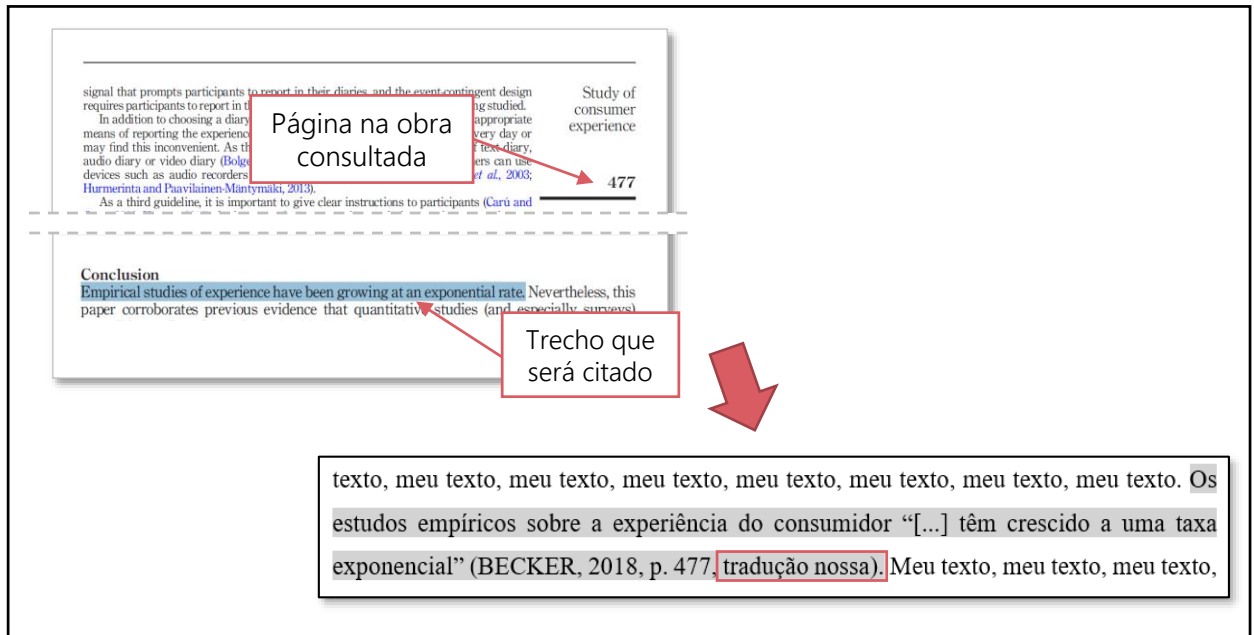 signal that prompts participants to report in their diaries, and the event-contingent design
requires participants to report in t ng studied.
In addition to choosing a diary appropriate
means of reporting the experienc very day or
may find this inconvenient. As th f text diary,
audio diary or video diary (Bolge ers can use
devices such as audio recorders et al., 2003;
Hurmerinta and Paavilainen-Mäntymäki, 2013).
As a third guideline, it is important to give clear instructions to participants (Carù and
Study of
consumer
experience
477
Página na obra
consultada
Conclusion
Empirical studies of experience have been growing at an exponential rate. Nevertheless, this
paper corroborates previous evidence that quantitative studies (and especially surveys)
Trecho que
será citado
texto, meu texto, meu texto, meu texto, meu texto, meu texto, meu texto, meu texto. Os
estudos empíricos sobre a experiência do consumidor “[...] têm crescido a uma taxa
exponencial” (BECKER, 2018, p. 477, tradução nossa). Meu texto, meu texto, meu texto,